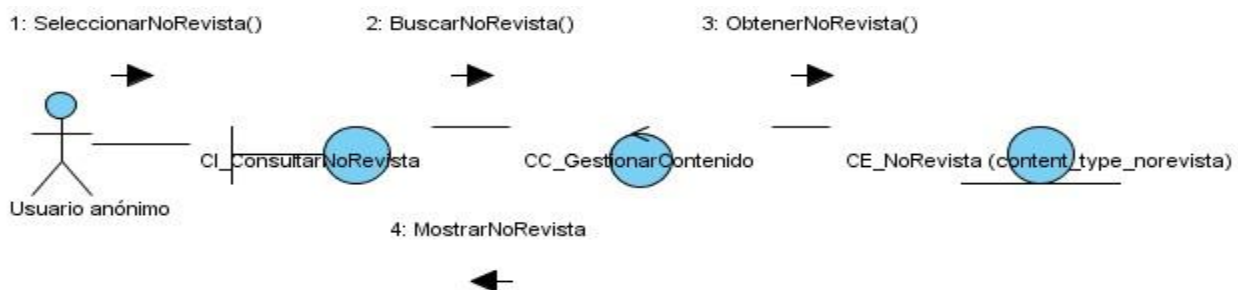 1: SeleccionarNoRevista()
2: BuscarNoRevista()
3: ObtenerNoRevista()
CI_ConsultarNoRevista
CC_GestionarContenido
CE_NoRevista (content_type_norevista)
Usuario anónimo
4: MostrarNoRevista